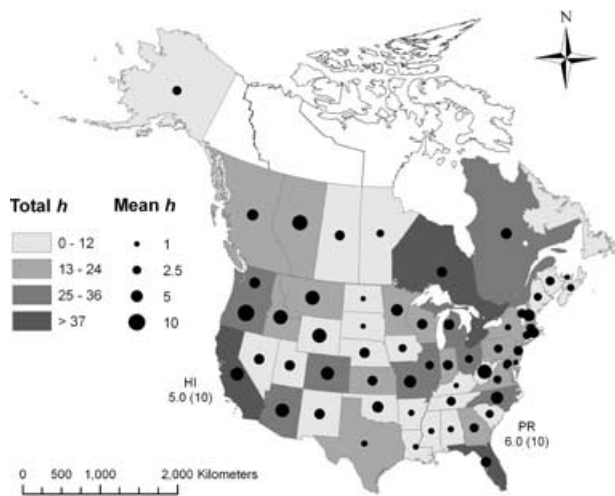 N
Total h Mean h
0 - 12 1
13 - 24 2.5
25 - 36 5
> 37 10
HI
5.0 (10)
PR
6.0 (10)
0 500 1,000 2,000 Kilometers